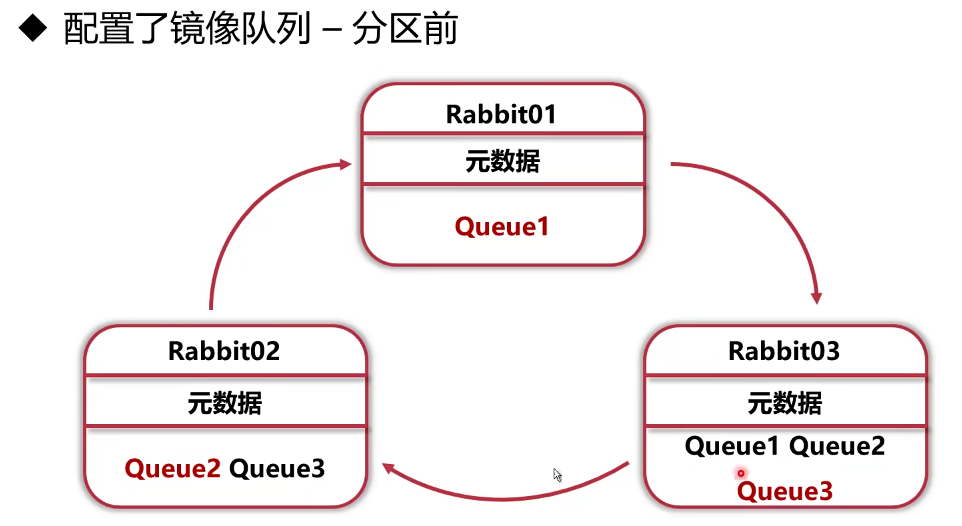 ◆ 配置了镜像队列 – 分区前
Rabbit01
元数据
Queue1
Rabbit02
元数据
Queue2 Queue3
Rabbit03
元数据
Queue1 Queue2
Queue3